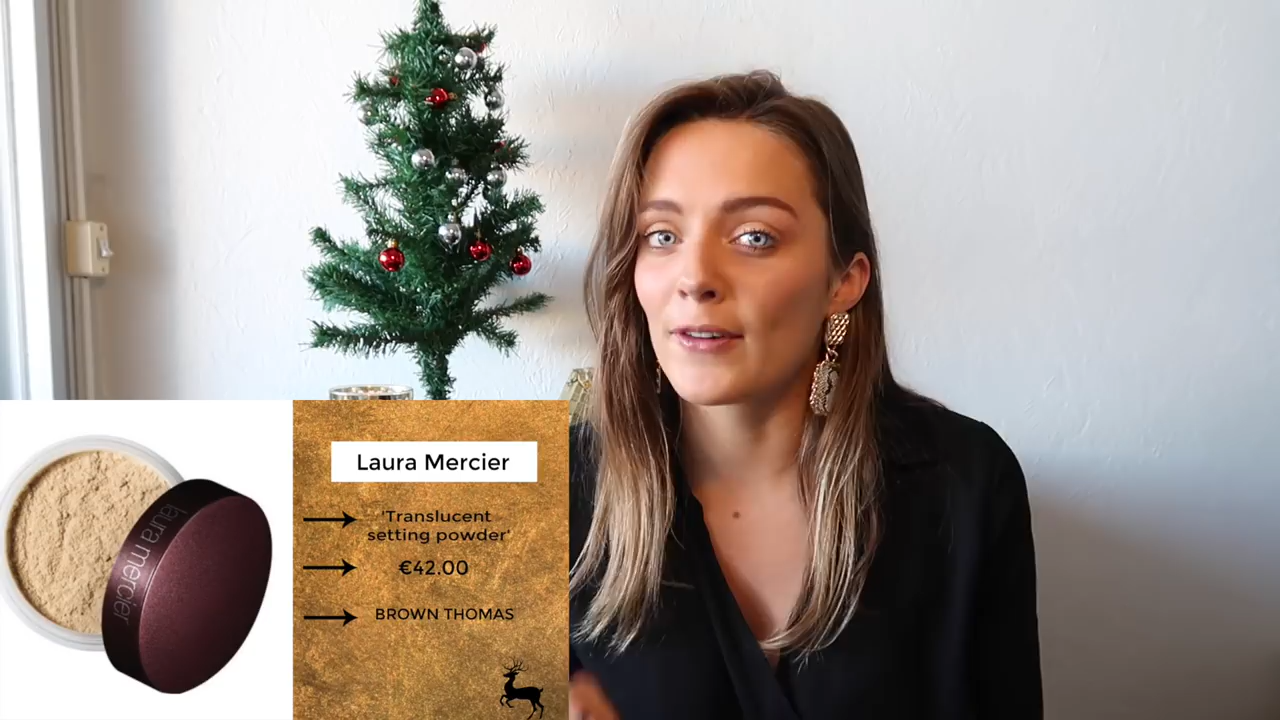 laura mercier
Laura Mercier
'Translucent
setting powder'
€42.00
BROWN THOMAS